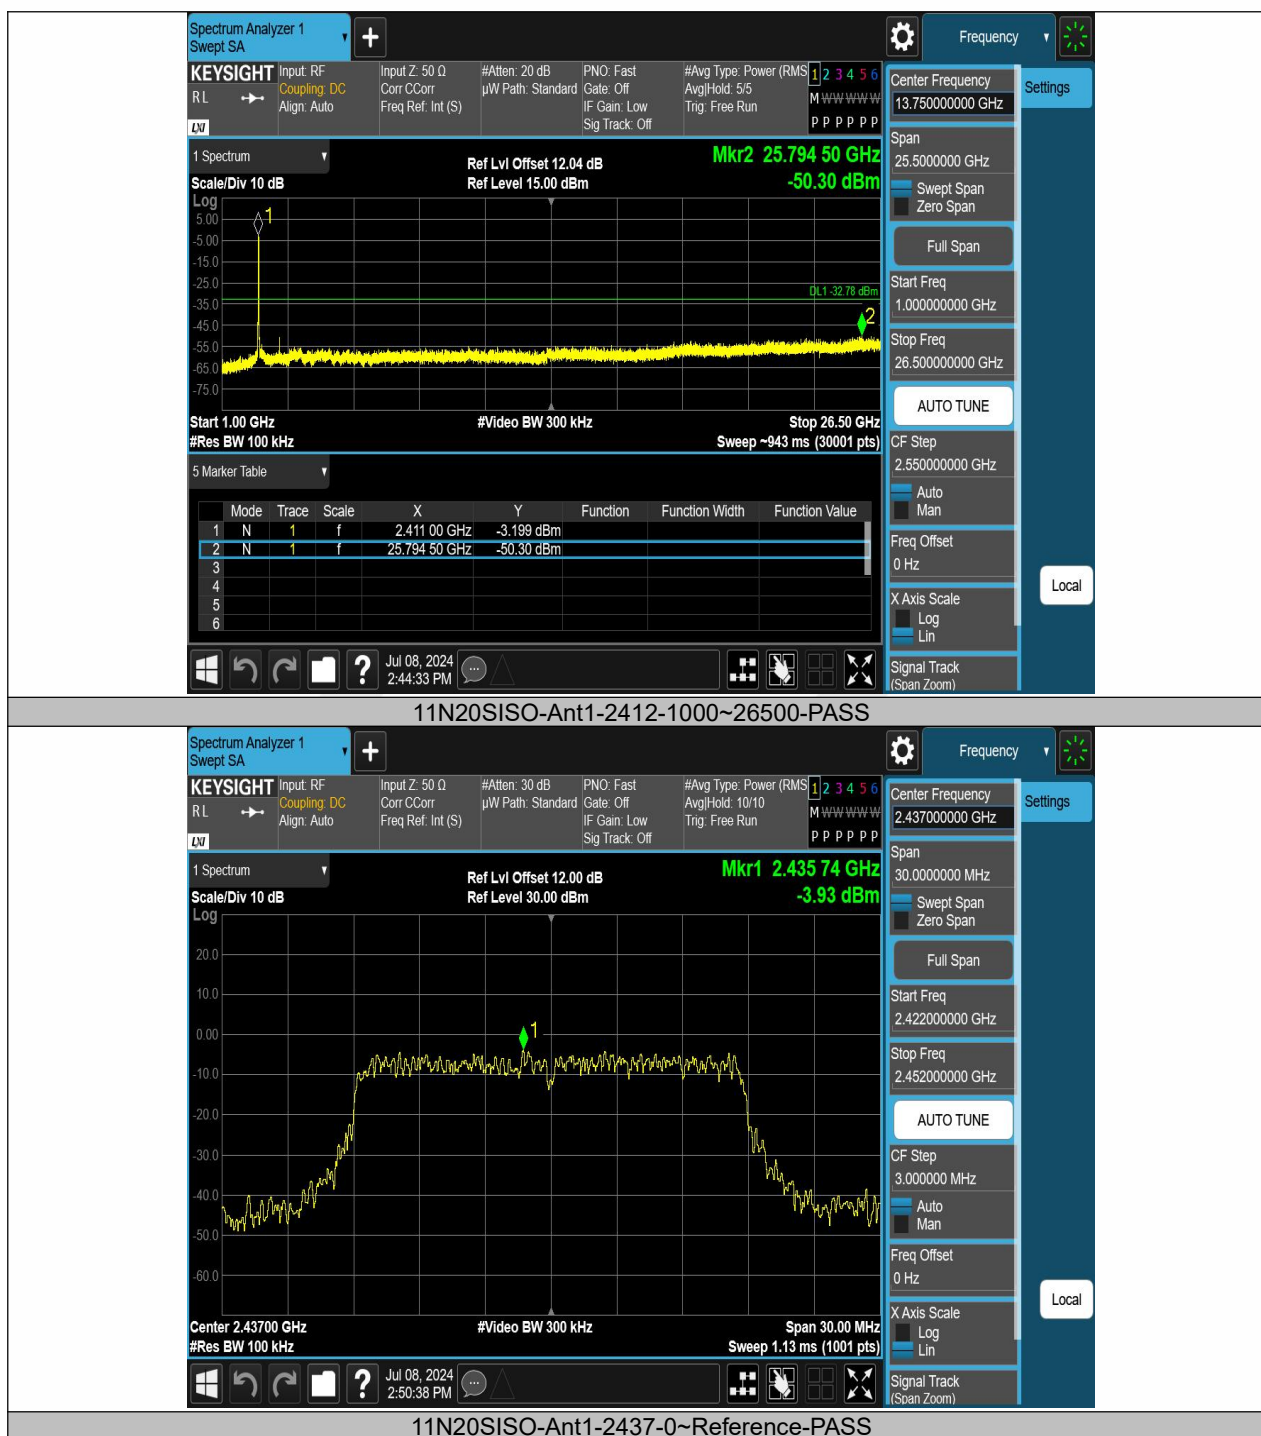 Spectrum Analyzer 1
Swept SA
+
Frequency
KEYSIGHT Input: RF Input Z: 50 Ω #Atten: 20 dB PNO: Fast #Avg Type: Power (RMS 1 2 3 4 5 6
RL Coupling: DC Corr CCorr µW Path: Standard Gate: Off Avg|Hold: 5/5 M W W W W W
Align: Auto Freq Ref: Int (S) IF Gain: Low Trig: Free Run
LXI Sig Track: Off P P P P P P
Center Frequency
13.750000000 GHz
Settings
Span
25.5000000 GHz
Swept Span
Zero Span
Full Span
Start Freq
1.000000000 GHz
Stop Freq
26.500000000 GHz
AUTO TUNE
CF Step
2.550000000 GHz
Auto
Man
Freq Offset
0 Hz
X Axis Scale
Log
Lin
Signal Track
(Span Zoom)
Local
1 Spectrum
Scale/Div 10 dB
Ref Lvl Offset 12.04 dB
Ref Level 15.00 dBm
Mkr2 25.794 50 GHz
-50.30 dBm
Log
5.00
-5.00
-15.0
-25.0
-35.0
-45.0
-55.0
-65.0
-75.0
1
DL1 -32.78 dBm
2
Start 1.00 GHz #Video BW 300 kHz Stop 26.50 GHz
#Res BW 100 kHz Sweep ~943 ms (30001 pts)
5 Marker Table
Mode Trace Scale X Y Function Function Width Function Value
1 N 1 f 2.411 00 GHz -3.199 dBm
2 N 1 f 25.794 50 GHz -50.30 dBm
3
4
5
6
?
Jul 08, 2024
2:44:33 PM
11N20SISO-Ant1-2412-1000~26500-PASS
Spectrum Analyzer 1
Swept SA
+
Frequency
KEYSIGHT Input: RF Input Z: 50 Ω #Atten: 30 dB PNO: Fast #Avg Type: Power (RMS 1 2 3 4 5 6
RL Coupling: DC Corr CCorr µW Path: Standard Gate: Off Avg|Hold: 10/10 M W W W W W
Align: Auto Freq Ref: Int (S) IF Gain: Low Trig: Free Run
LXI Sig Track: Off P P P P P P
Center Frequency
2.437000000 GHz
Settings
Span
30.0000000 MHz
Swept Span
Zero Span
Full Span
Start Freq
2.422000000 GHz
Stop Freq
2.452000000 GHz
AUTO TUNE
CF Step
3.000000 MHz
Auto
Man
Freq Offset
0 Hz
X Axis Scale
Log
Lin
Signal Track
(Span Zoom)
Local
1 Spectrum
Scale/Div 10 dB
Ref Lvl Offset 12.00 dB
Ref Level 30.00 dBm
Mkr1 2.435 74 GHz
-3.93 dBm
Log
20.0
10.0
0.00
-10.0
-20.0
-30.0
-40.0
-50.0
-60.0
1
Center 2.43700 GHz #Video BW 300 kHz Span 30.00 MHz
#Res BW 100 kHz Sweep 1.13 ms (1001 pts)
?
Jul 08, 2024
2:50:38 PM
11N20SISO-Ant1-2437-0~Reference-PASS